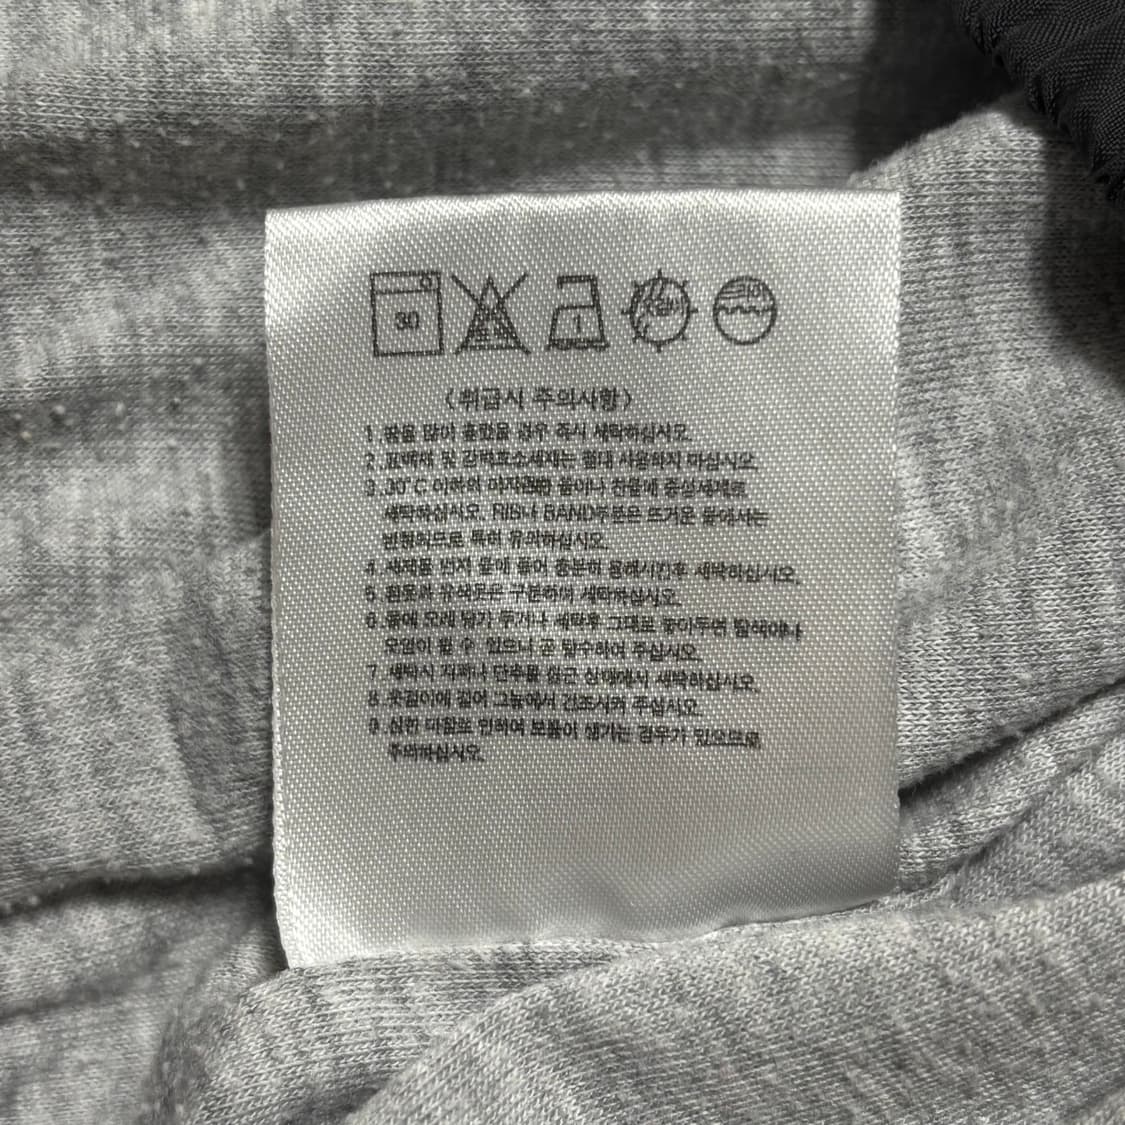 30
1
<취급시 주의사항>
1.땀을 많이 흘렸을 경우 즉시 세탁하십시오.
2.표백제 및 강력효소세제는 절대 사용하지 마십시오.
3.30°C 이하의 미지근한 물이나 찬물에 중성세제로
세탁하십시오. RIB나 BAND부분은 뜨거운 물에서는
변형되므로 특히 유의하십시오.
4.세제를 먼저 물에 풀어 충분히 용해시킨후 세탁하십시오.
5.흰옷과 유색옷은 구분하여 세탁하십시오.
6.물에 오래 담가 두거나 세탁후 그대로 놓아두면 탈색이나
오염이 될 수 있으니 곧 탈수하여 주십시오.
7.세탁시 지퍼나 단추를 잠근 상태에서 세탁하십시오.
8.옷걸이에 걸어 그늘에서 건조시켜 주십시오.
9.심한 마찰로 인하여 보풀이 생기는 경우가 있으므로
주의하십시오.